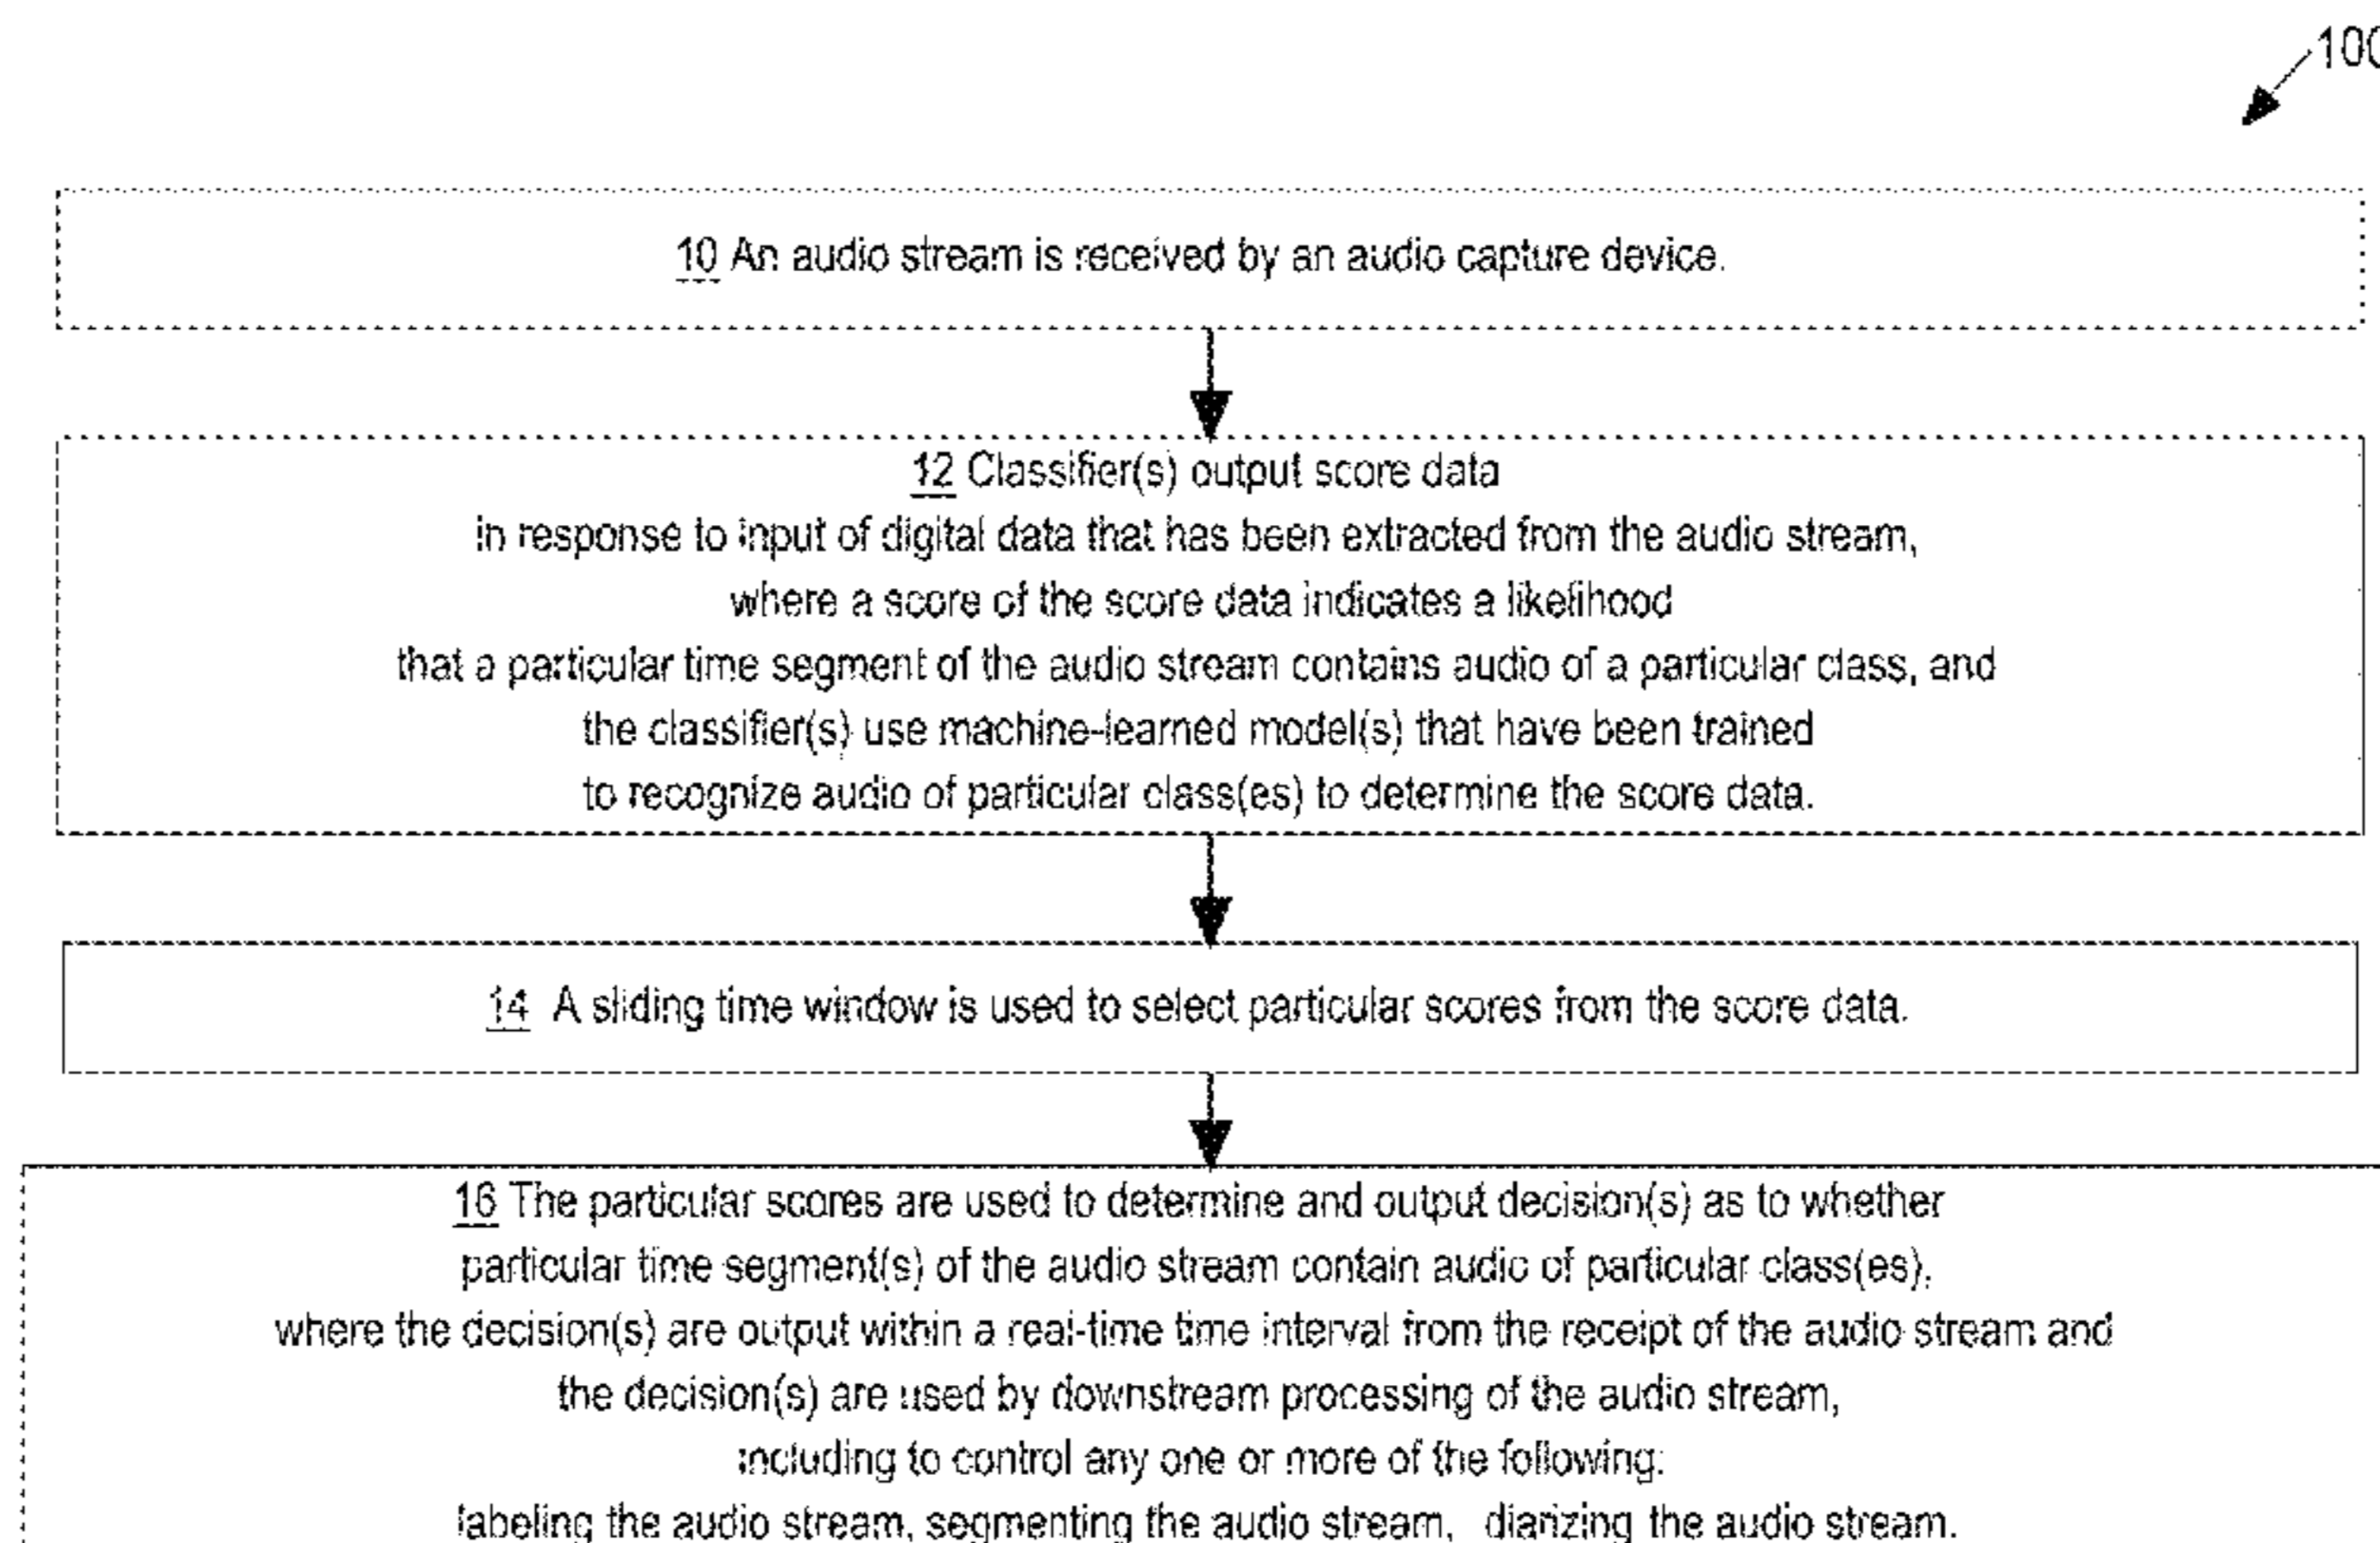 100
10 An audio stream is received by an audio capture device.
12 Classifier(s) output score data
in response to input of digital data that has been extracted from the audio stream,
where a score of the score data indicates a likelihood
that a particular time segment of the audio stream contains audio of a particular class, and
the classifier(s) use machine-learned model(s) that have been trained
to recognize audio of particular class(es) to determine the score data.
14 A sliding time window is used to select particular scores from the score data.
16 The particular scores are used to determine and output decision(s) as to whether
particular time segment(s) of the audio stream contain audio of particular class(es),
where the decision(s) are output within a real-time time interval from the receipt of the audio stream and
the decision(s) are used by downstream processing of the audio stream,
including to control any one or more of the following:
labeling the audio stream, segmenting the audio stream, diarizing the audio stream.